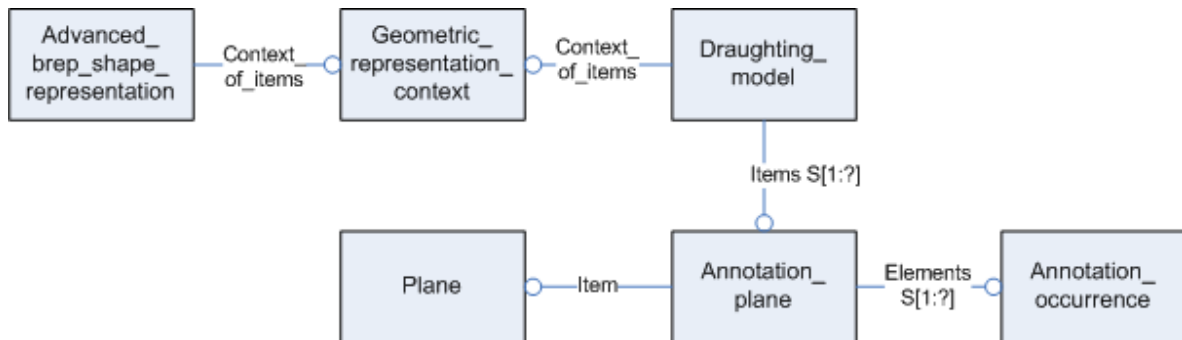 Advanced_
brep_shape_
representation
Context_
of_items
Geometric_
representation_
context
Context_
of_items
Draughting_
model
Items S[1:?]
Plane
Item
Annotation_
plane
Elements
S[1:?]
Annotation_
occurrence